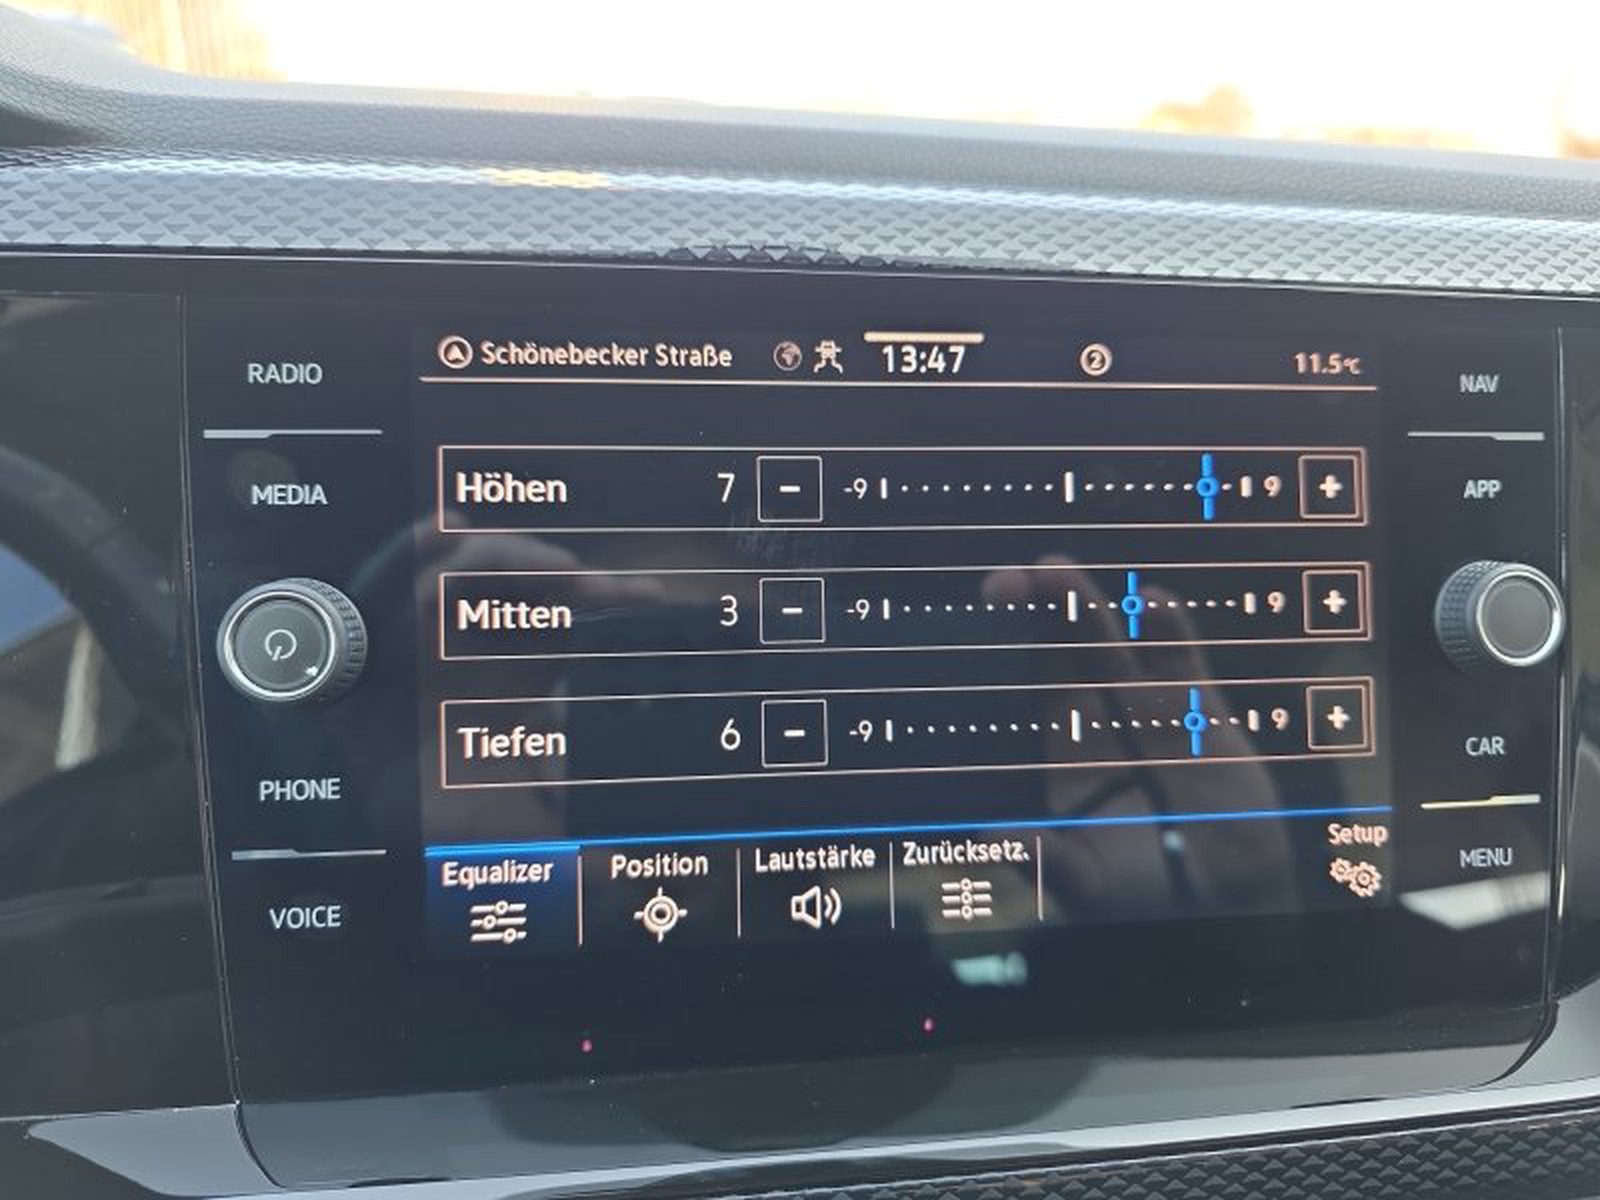 RADIO
MEDIA
PHONE
VOICE
Schönebecker Straße 13:47 2 11.5°C
Höhen 7 - -9 9 +
Mitten 3 - -9 9 +
Tiefen 6 - -9 9 +
Equalizer Position Lautstärke Zurücksetz. Setup
NAV
APP
CAR
MENU